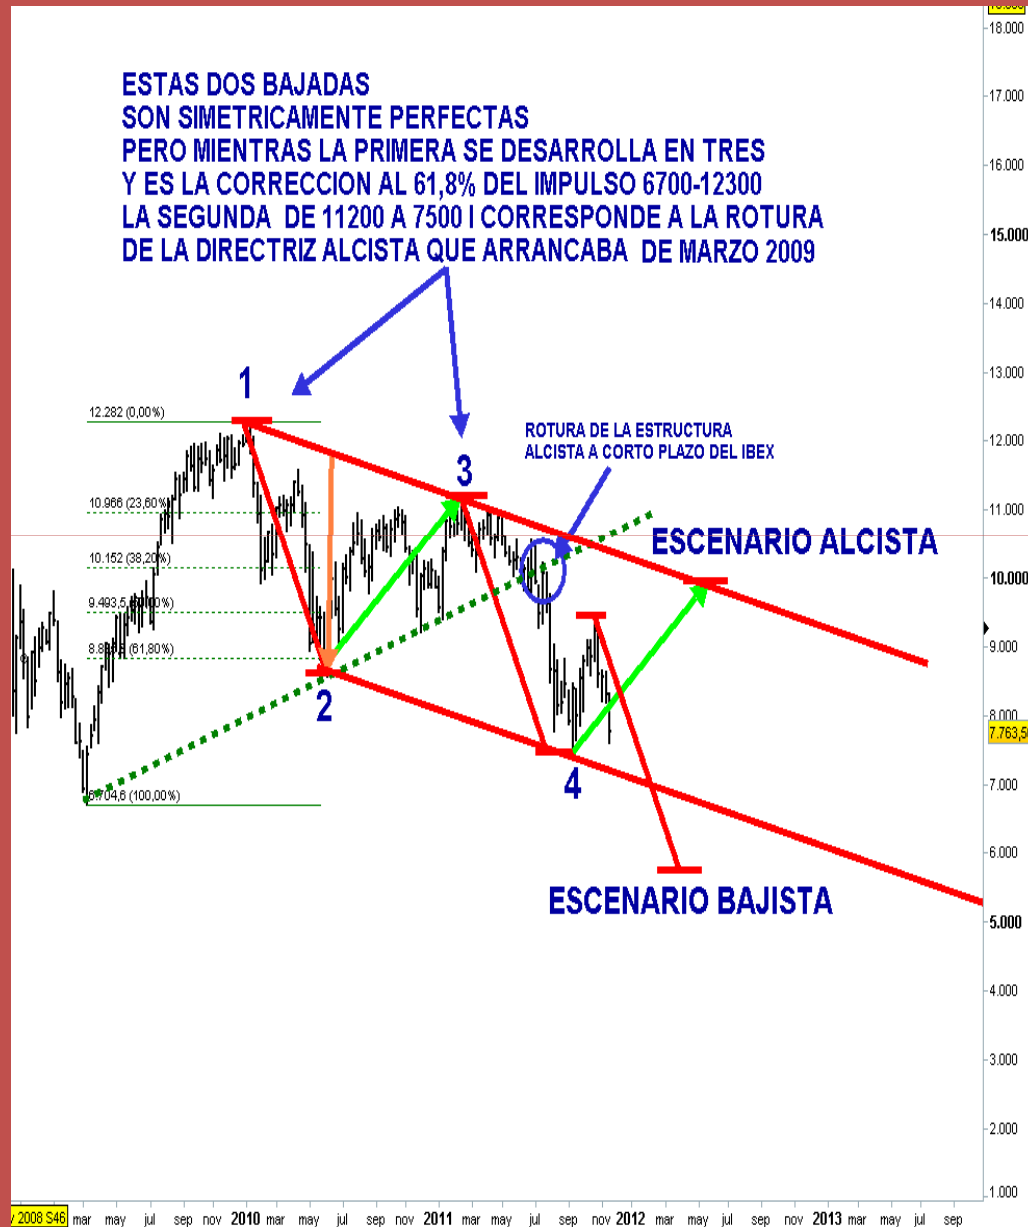 18.000
ESTAS DOS BAJADAS
SON SIMETRICAMENTE PERFECTAS
PERO MIENTRAS LA PRIMERA SE DESARROLLA EN TRES
Y ES LA CORRECCION AL 61,8% DEL IMPULSO 6700-12300
LA SEGUNDA DE 11200 A 7500 I CORRESPONDE A LA ROTURA
DE LA DIRECTRIZ ALCISTA QUE ARRANCABA DE MARZO 2009
17.000
16.000
15.000
14.000
13.000
1
12.282 (0,00%)
12.000
ROTURA DE LA ESTRUCTURA
ALCISTA A CORTO PLAZO DEL IBEX
3
10.966 (23,60%)
11.000
ESCENARIO ALCISTA
10.152 (38,20%)
10.000
9.000
2
8.000
7.763,5
4
7.000
(100,00%)
6.000
ESCENARIO BAJISTA
5.000
4.000
3.000
2.000
1.000
2008 S46 mar may jul sep nov 2010 mar may jul sep nov 2011 mar may jul sep nov 2012 mar may jul sep nov 2013 mar may jul sep